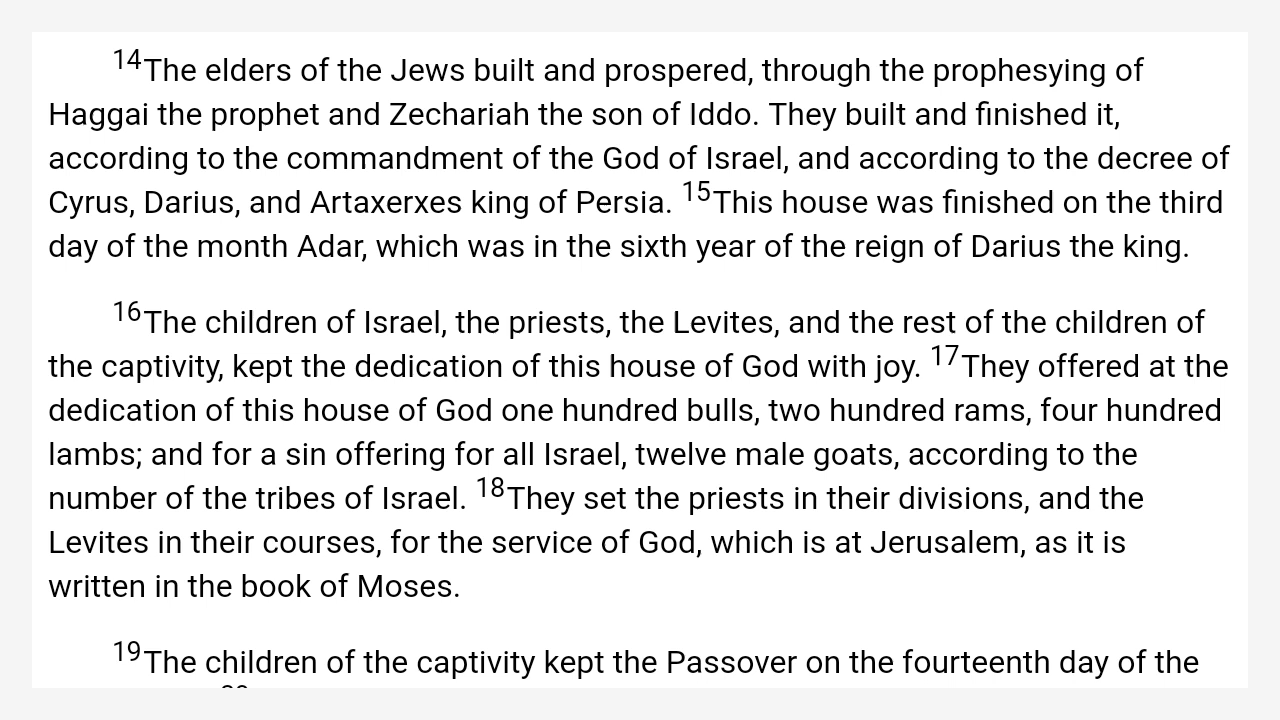 14The elders of the Jews built and prospered, through the prophesying of
Haggai the prophet and Zechariah the son of Iddo. They built and finished it,
according to the commandment of the God of Israel, and according to the decree of
Cyrus, Darius, and Artaxerxes king of Persia. 15This house was finished on the third
day of the month Adar, which was in the sixth year of the reign of Darius the king.
16The children of Israel, the priests, the Levites, and the rest of the children of
the captivity, kept the dedication of this house of God with joy. 17They offered at the
dedication of this house of God one hundred bulls, two hundred rams, four hundred
lambs; and for a sin offering for all Israel, twelve male goats, according to the
number of the tribes of Israel. 18They set the priests in their divisions, and the
Levites in their courses, for the service of God, which is at Jerusalem, as it is
written in the book of Moses.
19The children of the captivity kept the Passover on the fourteenth day of the